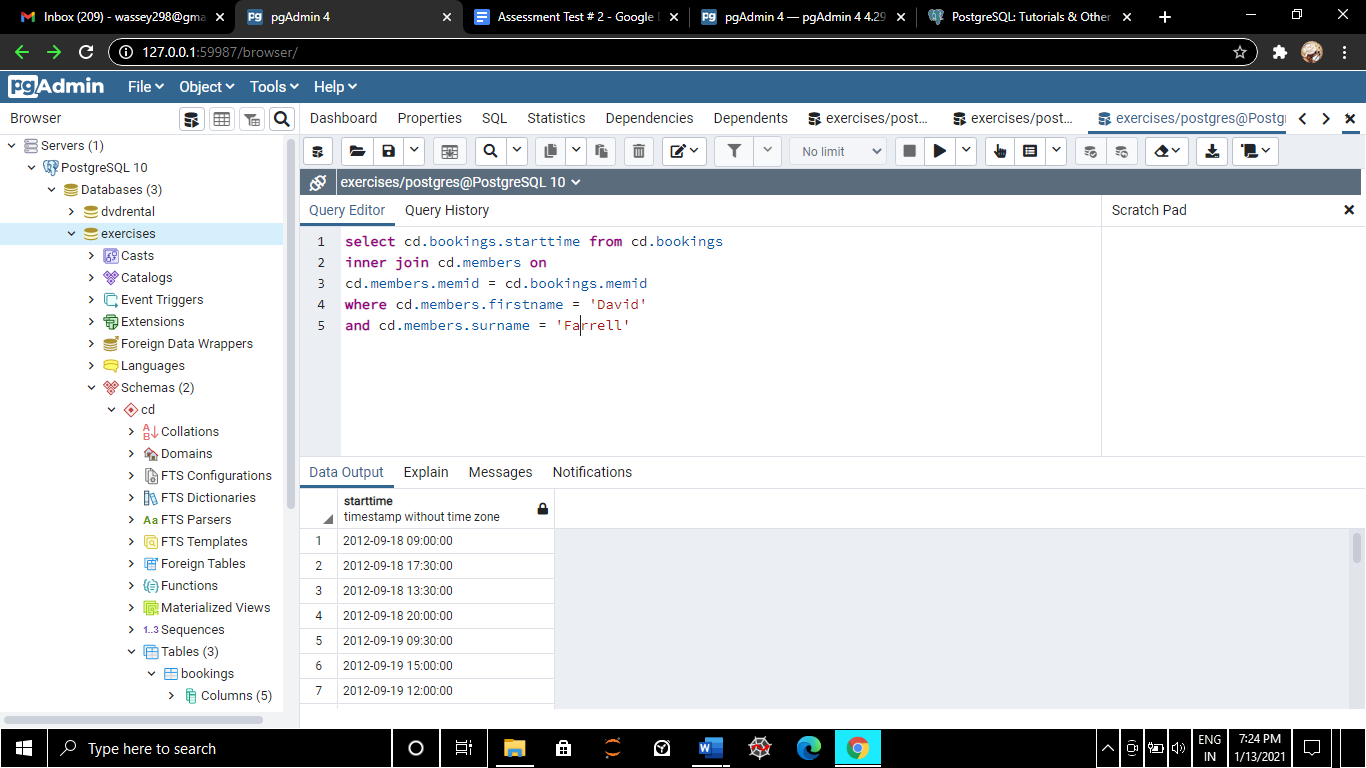 Inbox (209) - wassey298@gma
pgAdmin 4
Assessment Test # 2 - Google
pgAdmin 4 — pgAdmin 4 4.29
PostgreSQL: Tutorials & Other
127.0.0.1:59987/browser/
pgAdmin File Object Tools Help
Browser
Dashboard Properties SQL Statistics Dependencies Dependents exercises/post... exercises/post... exercises/postgres@Postg
No limit
exercises/postgres@PostgreSQL 10
Query Editor Query History
Scratch Pad
Servers (1)
PostgreSQL 10
Databases (3)
dvdrental
exercises
Casts
Catalogs
Event Triggers
Extensions
Foreign Data Wrappers
Languages
Schemas (2)
cd
Collations
Domains
FTS Configurations
FTS Dictionaries
Aa FTS Parsers
FTS Templates
Foreign Tables
Functions
Materialized Views
1..3 Sequences
Tables (3)
bookings
Columns (5)
1 select cd.bookings.starttime from cd.bookings
2 inner join cd.members on
3 cd.members.memid = cd.bookings.memid
4 where cd.members.firstname = 'David'
5 and cd.members.surname = 'Farrell'
Data Output Explain Messages Notifications
starttime
timestamp without time zone
1 2012-09-18 09:00:00
2 2012-09-18 17:30:00
3 2012-09-18 13:30:00
4 2012-09-18 20:00:00
5 2012-09-19 09:30:00
6 2012-09-19 15:00:00
7 2012-09-19 12:00:00
Type here to search
ENG
IN
7:24 PM
1/13/2021